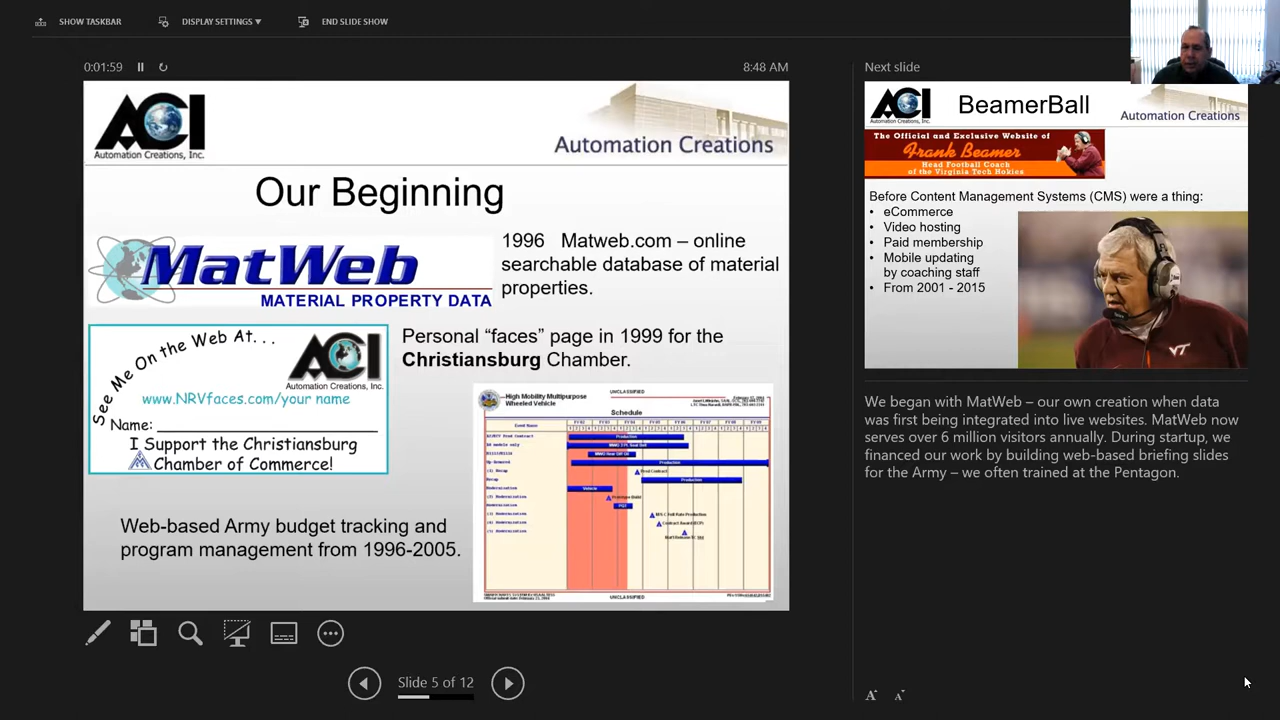 SHOW TASKBAR
DISPLAY SETTINGS
END SLIDE SHOW
0:01:59
8:48 AM
ACI
Automation Creations, Inc.
Automation Creations
Our Beginning
MatWeb
MATERIAL PROPERTY DATA
1996 Matweb.com – online
searchable database of material
properties.
See Me On the Web At. . .
ACI
Automation Creations, Inc.
www.NRVfaces.com/your name
Name:
I Support the Christiansburg
Chamber of Commerce!
Personal “faces” page in 1999 for the
Christiansburg Chamber.
UNCLASSIFIED
High Mobility Multipurpose
Wheeled Vehicle
Schedule
Event Name
Production
Production
Production
Vehicle
UNCLASSIFIED
Web-based Army budget tracking and
program management from 1996-2005.
Slide 5 of 12
Next slide
ACI
Automation Creations, Inc.
BeamerBall
Automation Creations
The Official and Exclusive Website of
Frank Beamer
Head Football Coach
of the Virginia Tech Hokies
Before Content Management Systems (CMS) were a thing:
• eCommerce
• Video hosting
• Paid membership
• Mobile updating
by coaching staff
• From 2001 - 2015
VT
We began with MatWeb – our own creation when data
was first being integrated into live websites. MatWeb now
serves over 6 million visitors annually. During startup, we
financed our work by building web-based briefing slides
for the Army – we often trained at the Pentagon.